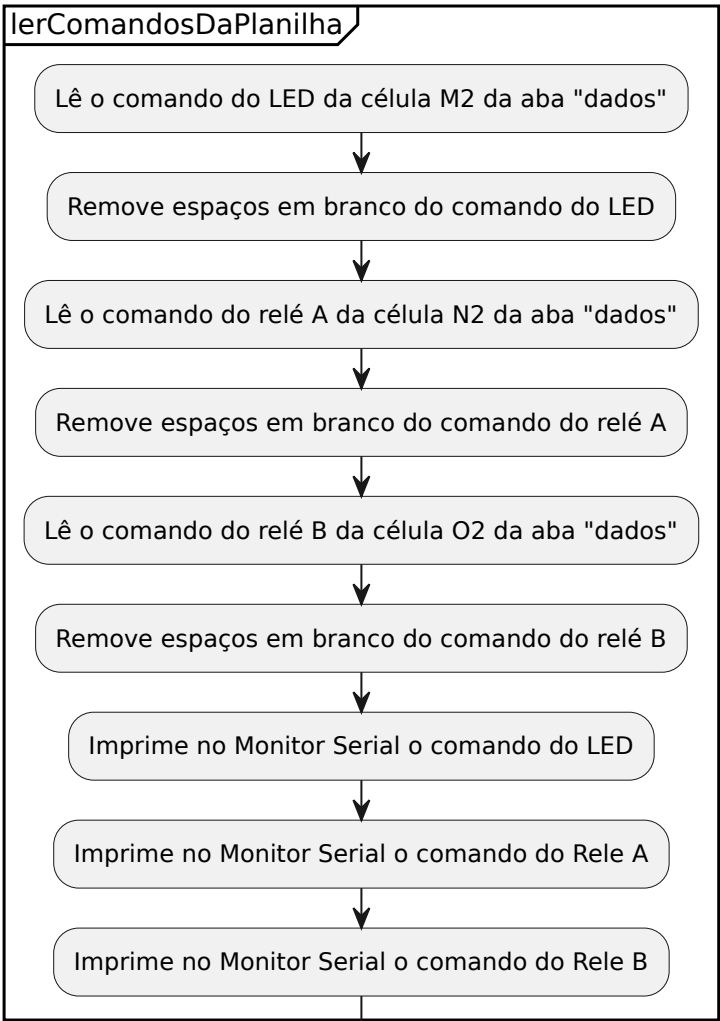 lerComandosDaPlanilha
Lê o comando do LED da célula M2 da aba "dados"
Remove espaços em branco do comando do LED
Lê o comando do relé A da célula N2 da aba "dados"
Remove espaços em branco do comando do relé A
Lê o comando do relé B da célula O2 da aba "dados"
Remove espaços em branco do comando do relé B
Imprime no Monitor Serial o comando do LED
Imprime no Monitor Serial o comando do Rele A
Imprime no Monitor Serial o comando do Rele B